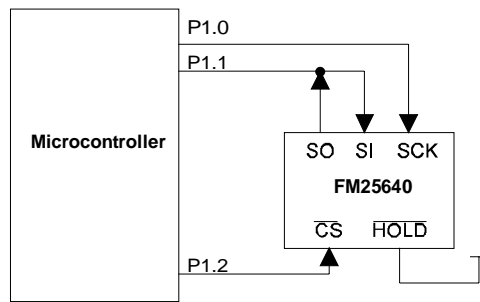 P1.0
P1.1
Microcontroller
SO SI SCK
FM25640
CS HOLD
P1.2